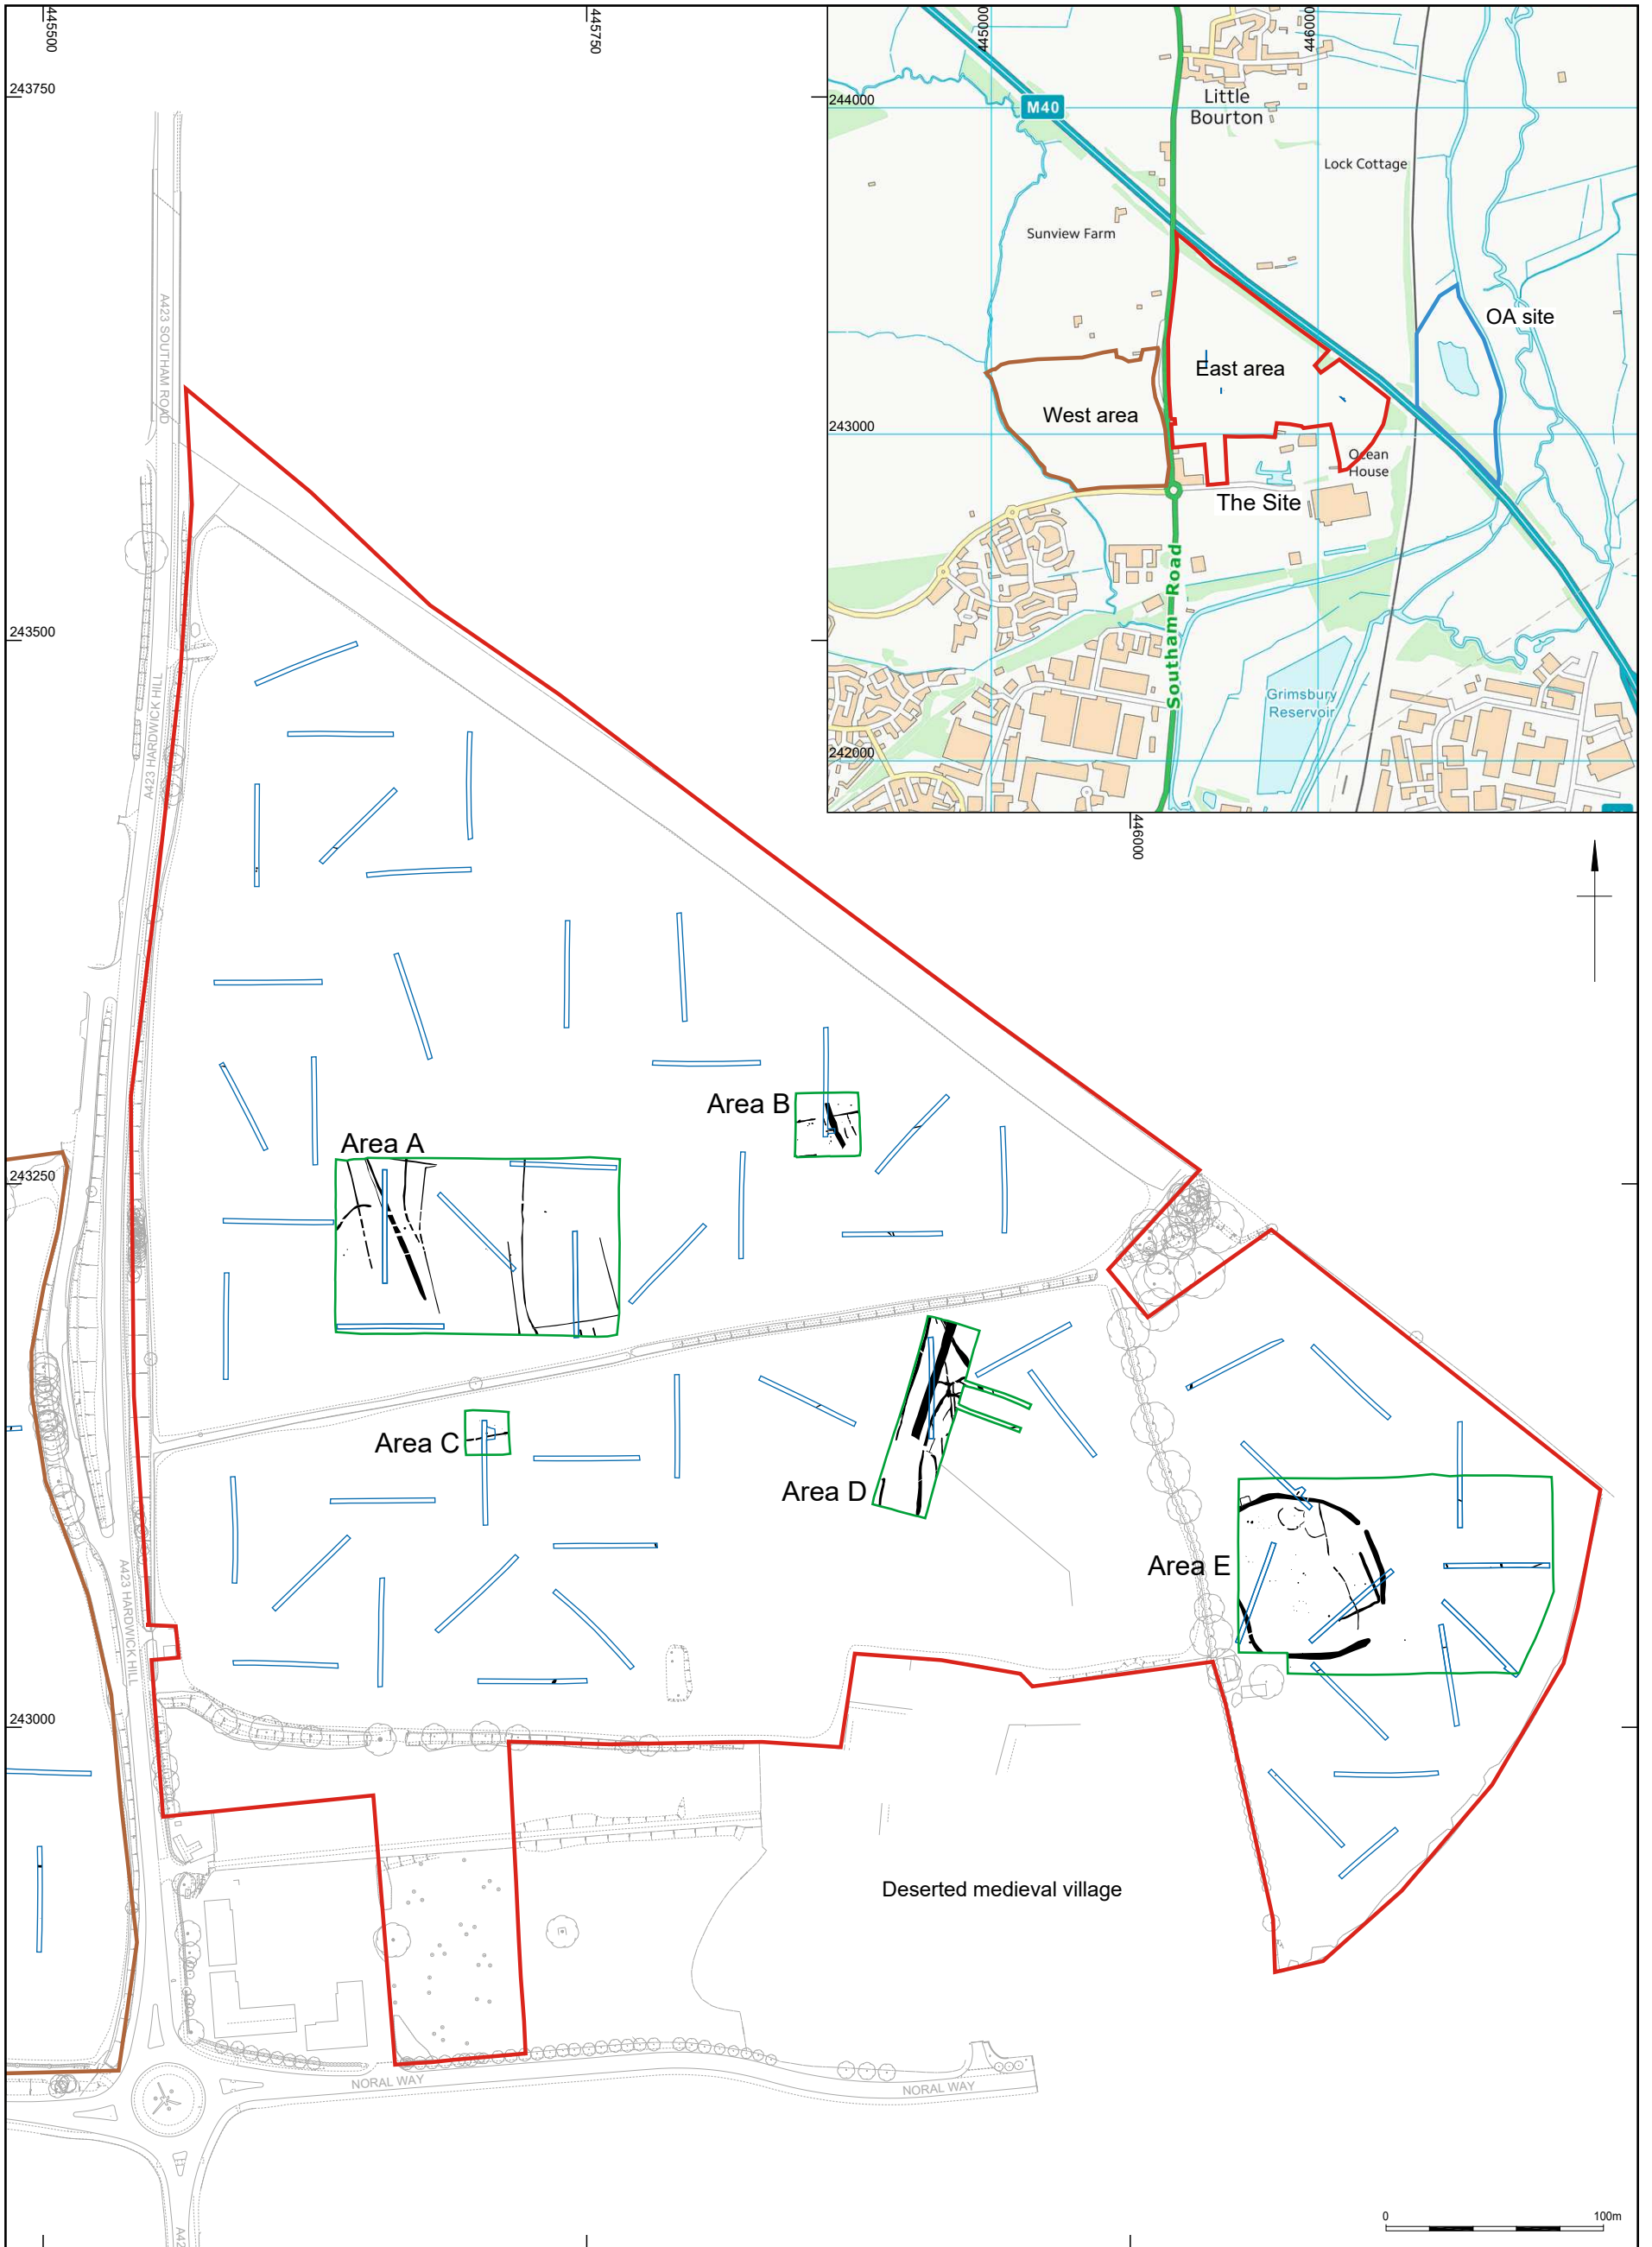 445500
445750
243750
445000
446000
244000
M40
Little
Bourton
Lock Cottage
Sunview Farm
OA site
East area
West area
243000
Ocean
House
The Site
Southam Road
Grimsbury
Reservoir
242000
446000
A423 SOUTHAM ROAD
243500
A423 HARDWICK HILL
Area B
Area A
243250
Area C
Area D
Area E
A423 HARDWICK HILL
243000
Deserted medieval village
NORAL WAY
NORAL WAY
0
100m